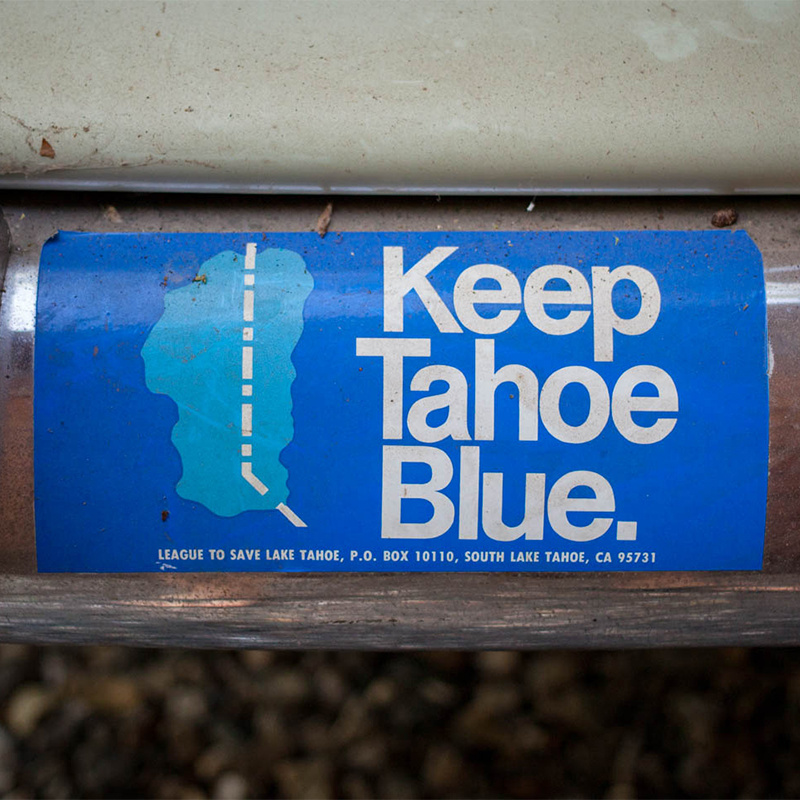 Keep
Tahoe
Blue.
LEAGUE TO SAVE LAKE TAHOE, P.O. BOX 10110, SOUTH LAKE TAHOE, CA 95731